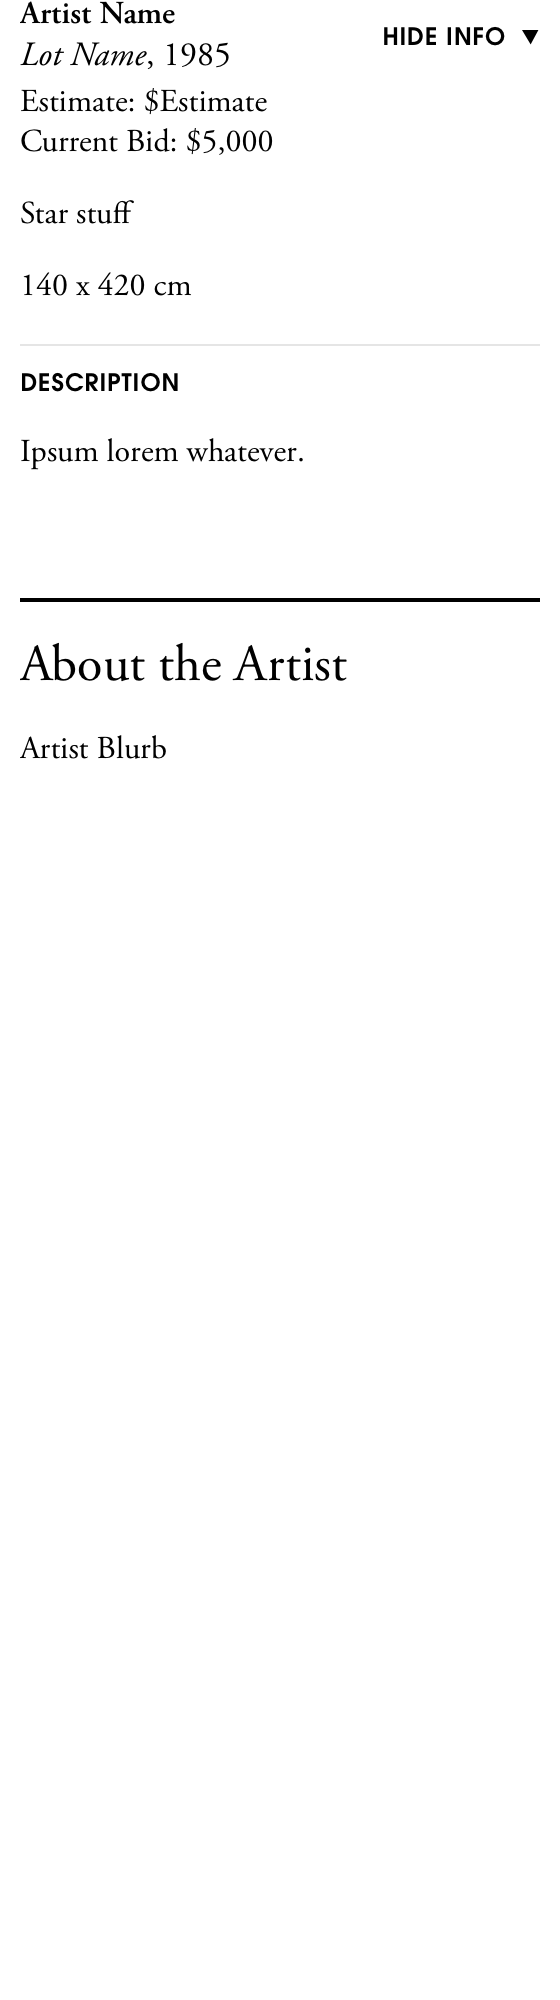 Artist Name
HIDE INFO ▼
Lot Name, 1985
Estimate: $Estimate
Current Bid: $5,000
Star stuff
140 x 420 cm
DESCRIPTION
Ipsum lorem whatever.
About the Artist
Artist Blurb